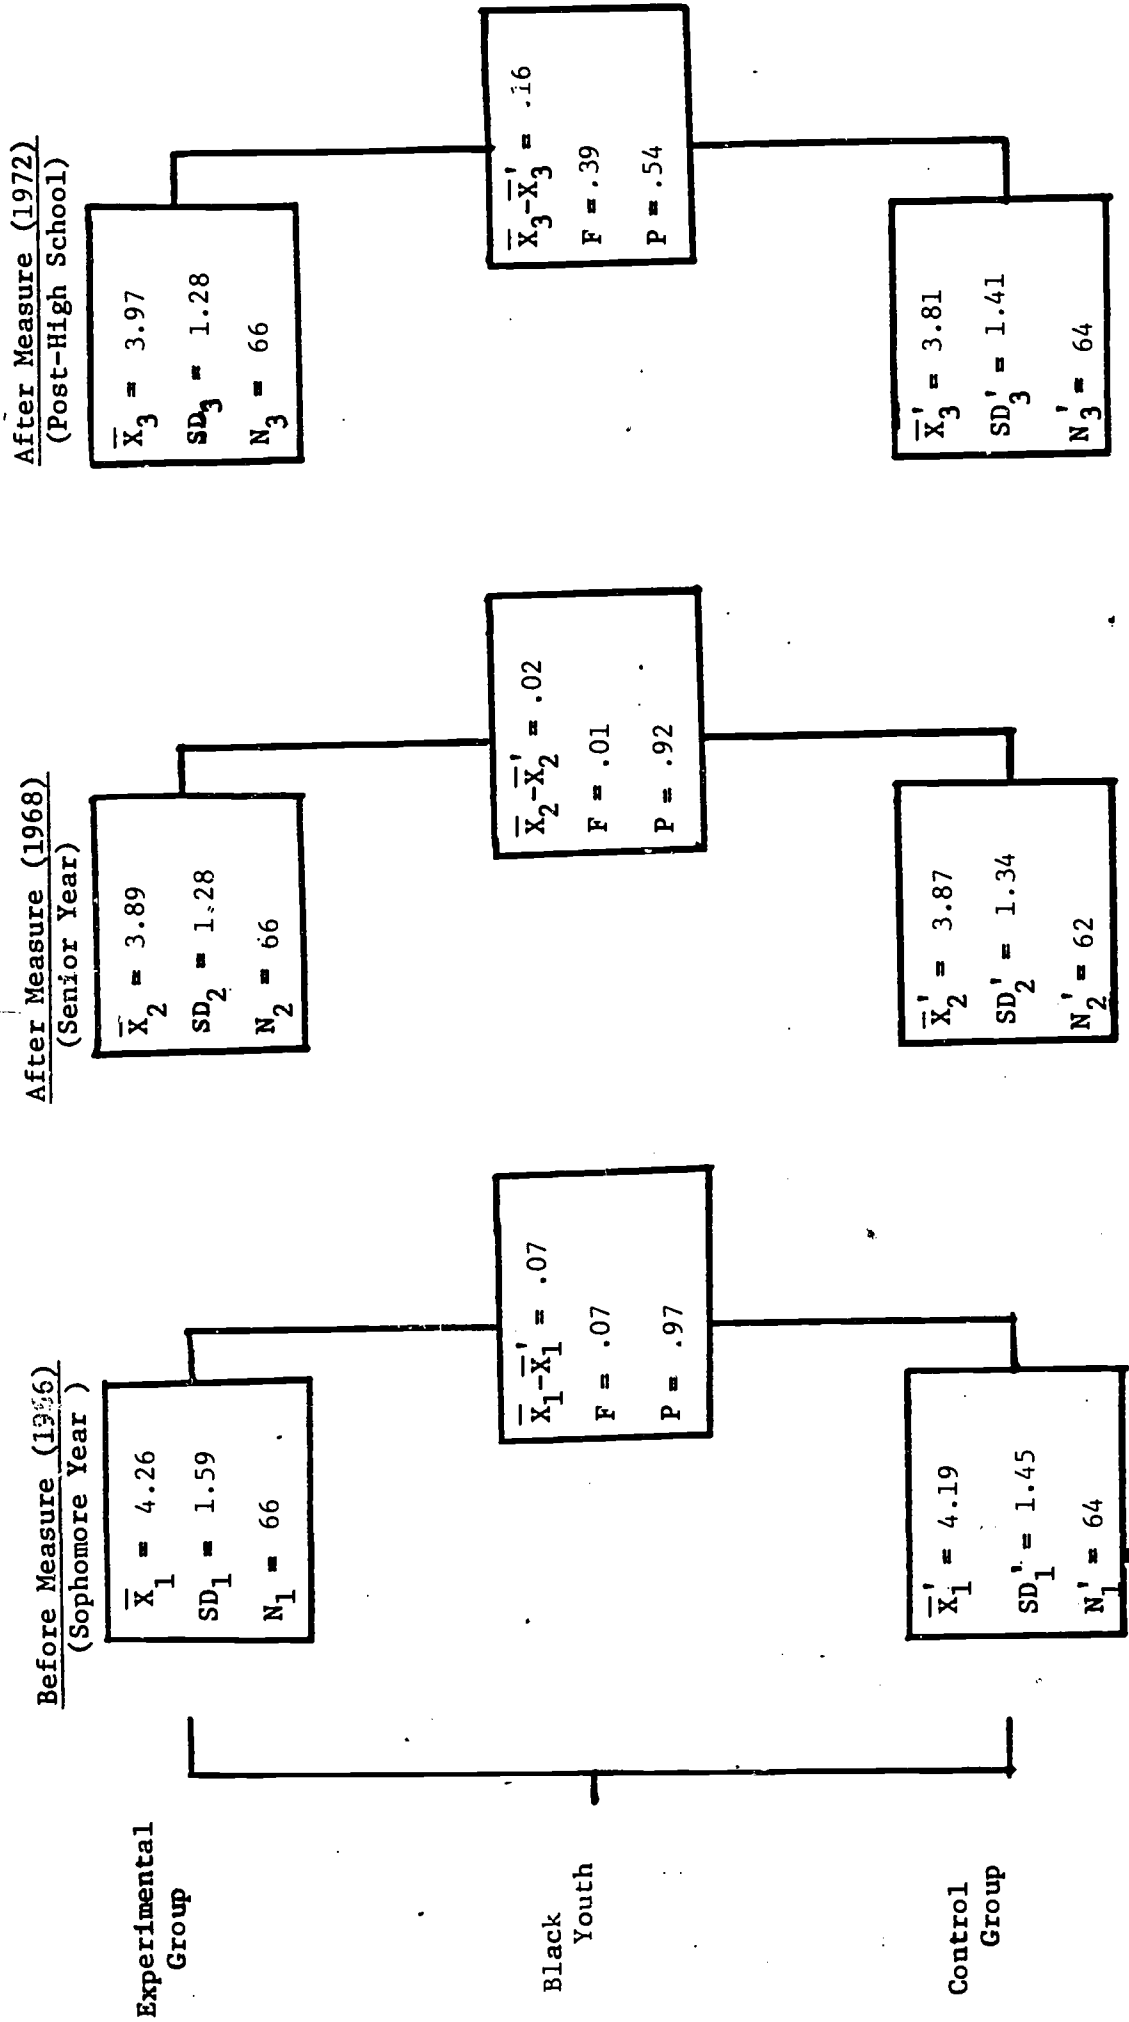 Before Measure (1966)
(Sophomore Year )
After Measure (1968)
(Senior Year)
After Measure (1972)
(Post-High School)
Experimental
Group
X̅₁ = 4.26
SD₁ = 1.59
N₁ = 66
X̅₂ = 3.89
SD₂ = 1.28
N₂ = 66
X̅₃ = 3.97
SD₃ = 1.28
N₃ = 66
Black
Youth
X̅₁-X̅₁' = .07
F = .07
P = .97
X̅₂-X̅₂' = .02
F = .01
P = .92
X̅₃-X̅₃' = .16
F = .39
P = .54
Control
Group
X̅₁' = 4.19
SD₁' = 1.45
N₁' = 64
X̅₂' = 3.87
SD₂' = 1.34
N₂' = 62
X̅₃' = 3.81
SD₃' = 1.41
N₃' = 64